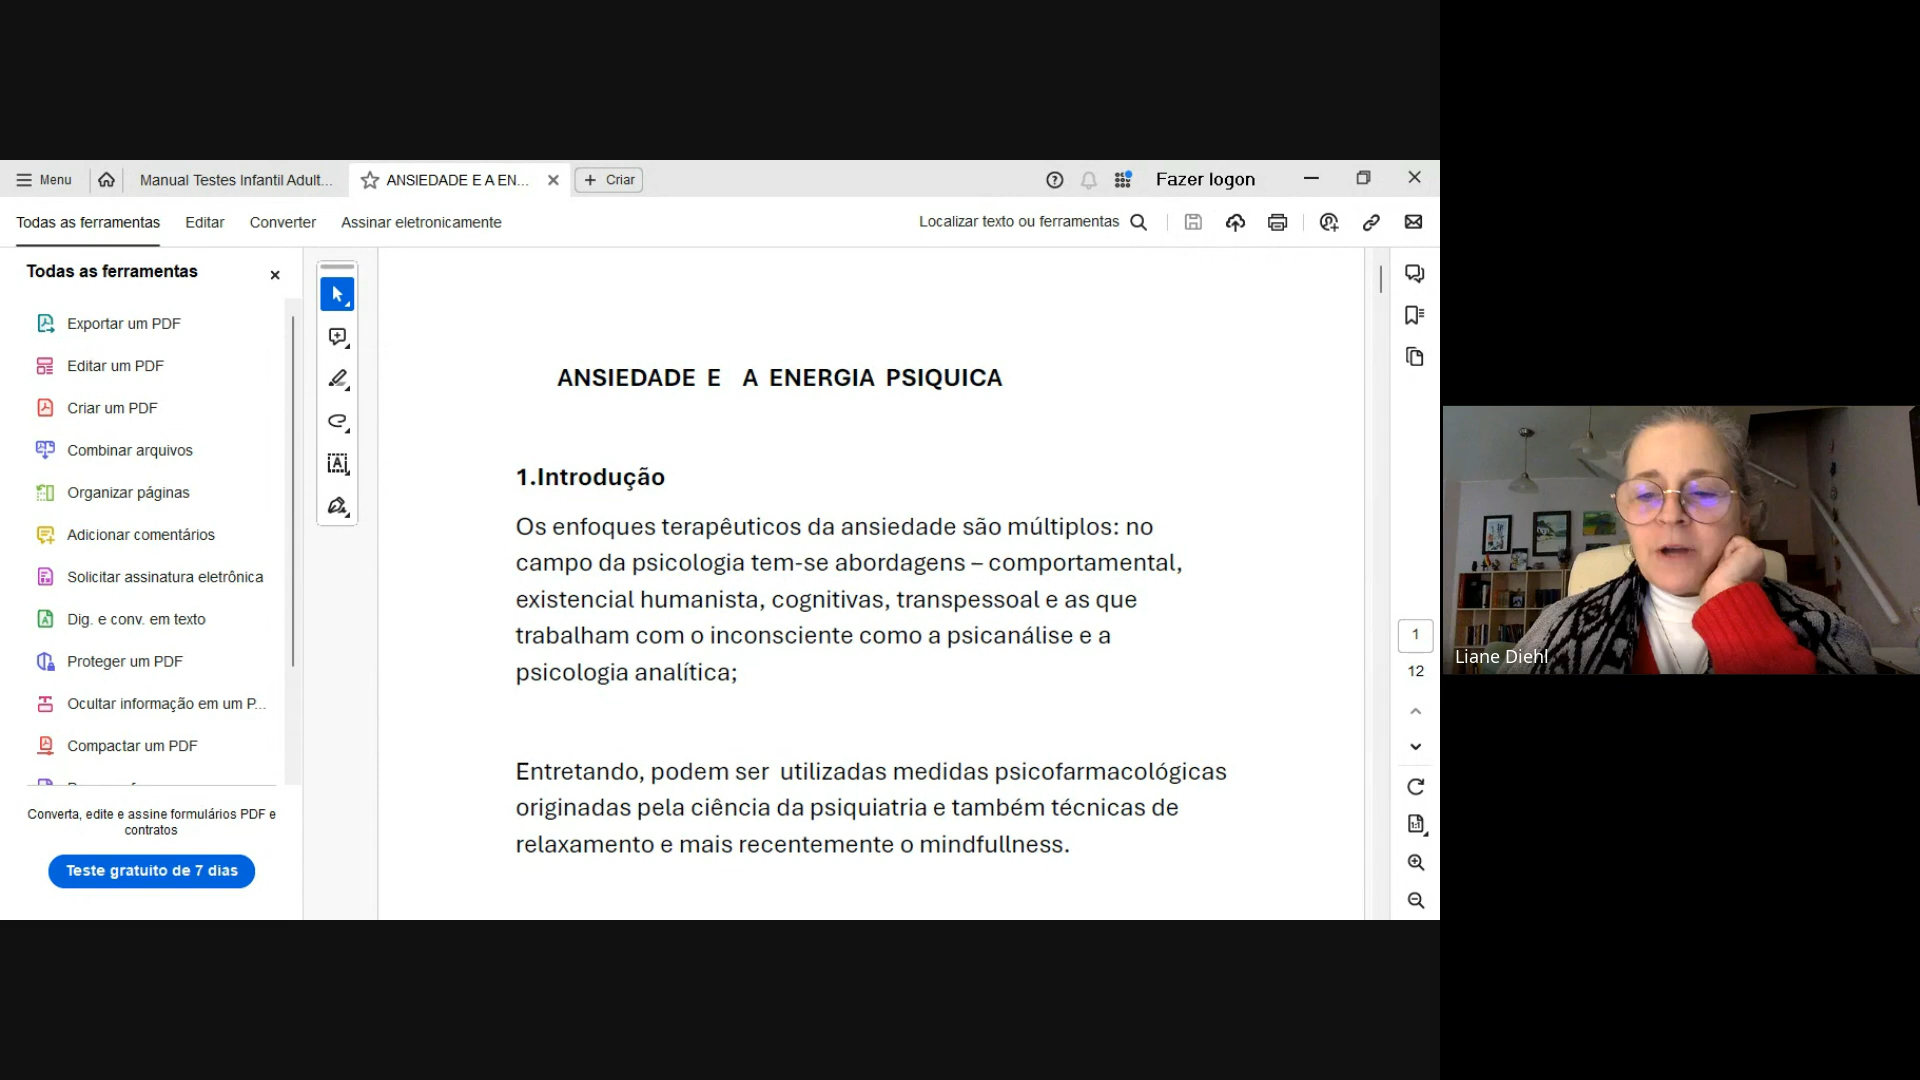 Menu
Manual Testes Infantil Adult...
ANSIEDADE E A EN...
Criar
Fazer logon
Todas as ferramentas
Editar
Converter
Assinar eletronicamente
Localizar texto ou ferramentas
Todas as ferramentas
Exportar um PDF
Editar um PDF
Criar um PDF
Combinar arquivos
Organizar páginas
Adicionar comentários
Solicitar assinatura eletrônica
Dig. e conv. em texto
Proteger um PDF
Ocultar informação em um P...
Compactar um PDF
Converta, edite e assine formulários PDF e
contratos
Teste gratuito de 7 dias
ANSIEDADE E A ENERGIA PSIQUICA
1.Introdução
Os enfoques terapêuticos da ansiedade são múltiplos: no
campo da psicologia tem-se abordagens – comportamental,
existencial humanista, cognitivas, transpessoal e as que
trabalham com o inconsciente como a psicanálise e a
psicologia analítica;
Entretando, podem ser utilizadas medidas psicofarmacológicas
originadas pela ciência da psiquiatria e também técnicas de
relaxamento e mais recentemente o mindfullness.
1
12
Liane Diehl